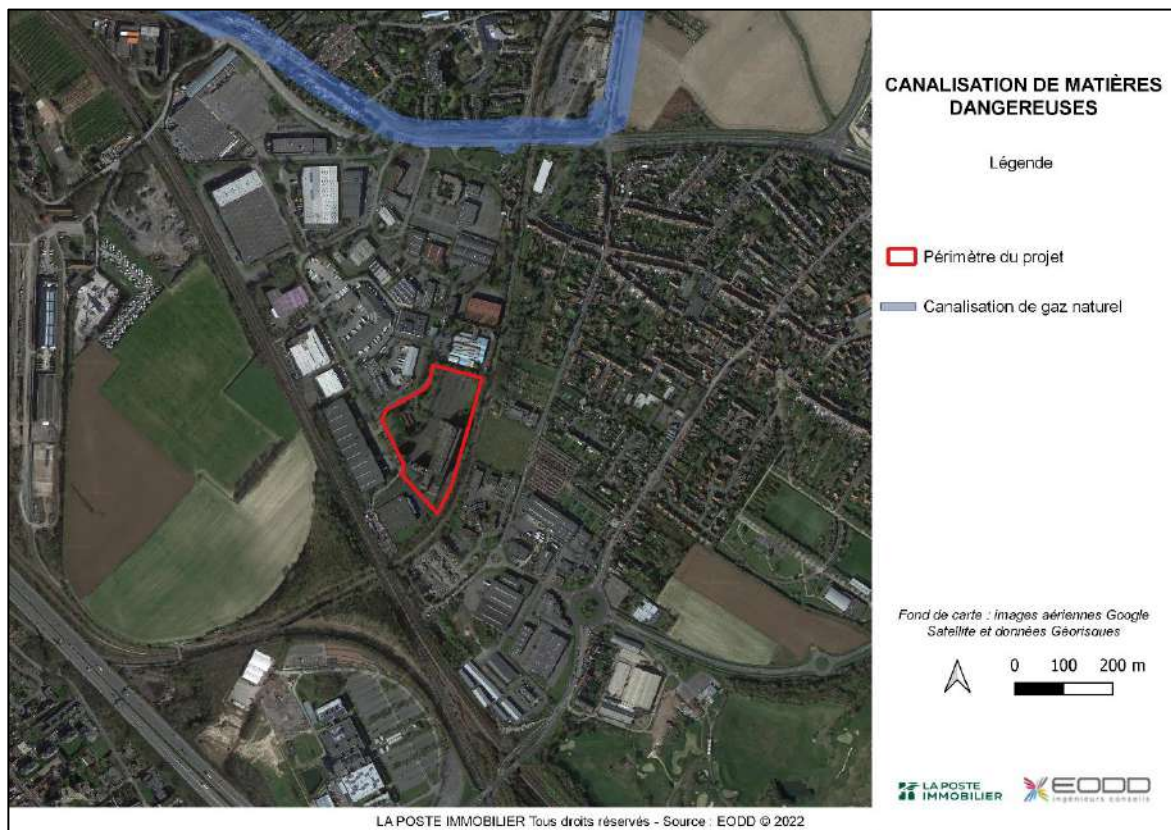 CANALISATION DE MATIÈRES
DANGEREUSES
Légende
Périmètre du projet
Canalisation de gaz naturel
Fond de carte : images aériennes Google
Satellite et données Géorisques
0 100 200 m
LA POSTE
IMMOBILIER
EODD
ingénieurs conseils
LA POSTE IMMOBILIER Tous droits réservés - Source : EODD © 2022